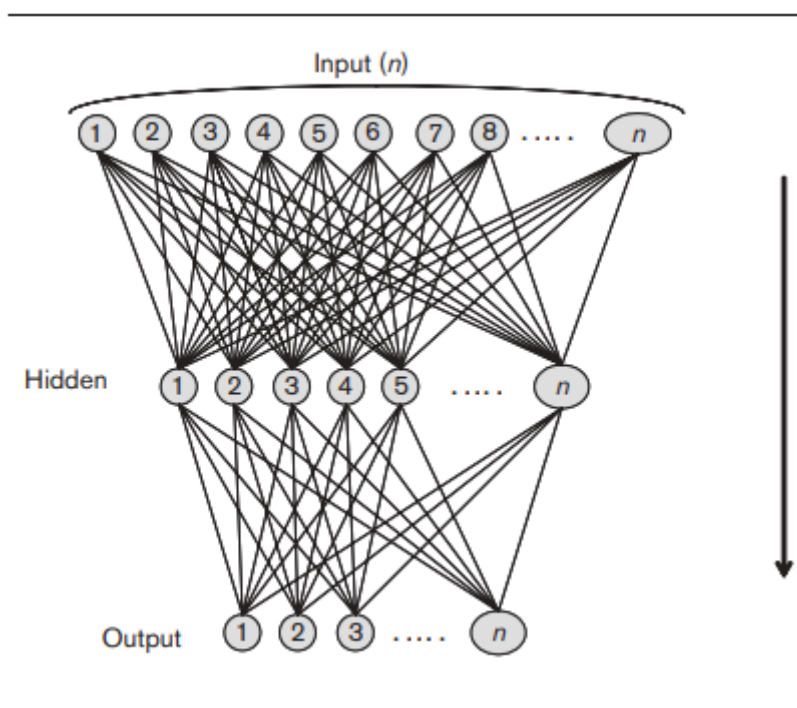 Input (n)
1 2 3 4 5 6 7 8 ..... n
Hidden 1 2 3 4 5 ..... n
Output 1 2 3 ..... n